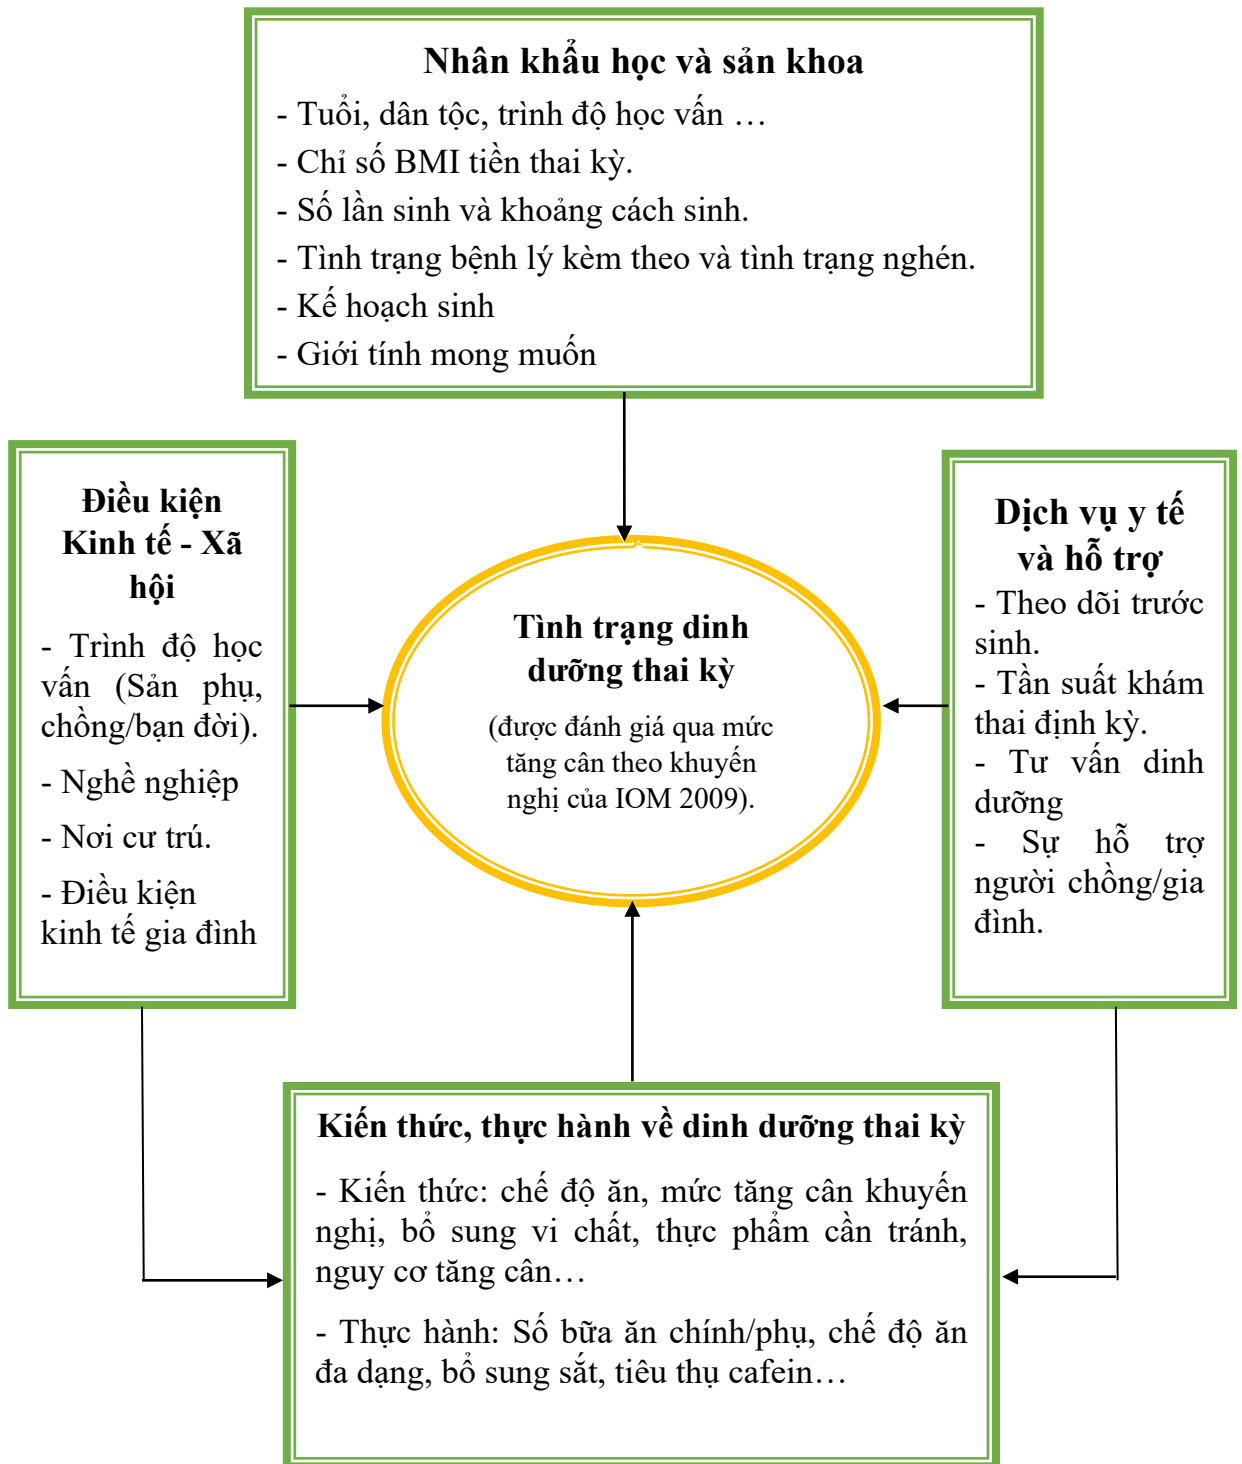 Nhân khẩu học và sản khoa
- Tuổi, dân tộc, trình độ học vấn …
- Chỉ số BMI tiền thai kỳ.
- Số lần sinh và khoảng cách sinh.
- Tình trạng bệnh lý kèm theo và tình trạng nghén.
- Kế hoạch sinh
- Giới tính mong muốn
Điều kiện
Kinh tế - Xã
hội
- Trình độ học
vấn (Sản phụ,
chồng/bạn đời).
- Nghề nghiệp
- Nơi cư trú.
- Điều kiện
kinh tế gia đình
Tình trạng dinh
dưỡng thai kỳ
(được đánh giá qua mức
tăng cân theo khuyến
nghị của IOM 2009).
Dịch vụ y tế
và hỗ trợ
- Theo dõi trước
sinh.
- Tần suất khám
thai định kỳ.
- Tư vấn dinh
dưỡng
- Sự hỗ trợ
người chồng/gia
đình.
Kiến thức, thực hành về dinh dưỡng thai kỳ
- Kiến thức: chế độ ăn, mức tăng cân khuyến
nghị, bổ sung vi chất, thực phẩm cần tránh,
nguy cơ tăng cân…
- Thực hành: Số bữa ăn chính/phụ, chế độ ăn
đa dạng, bổ sung sắt, tiêu thụ cafein…